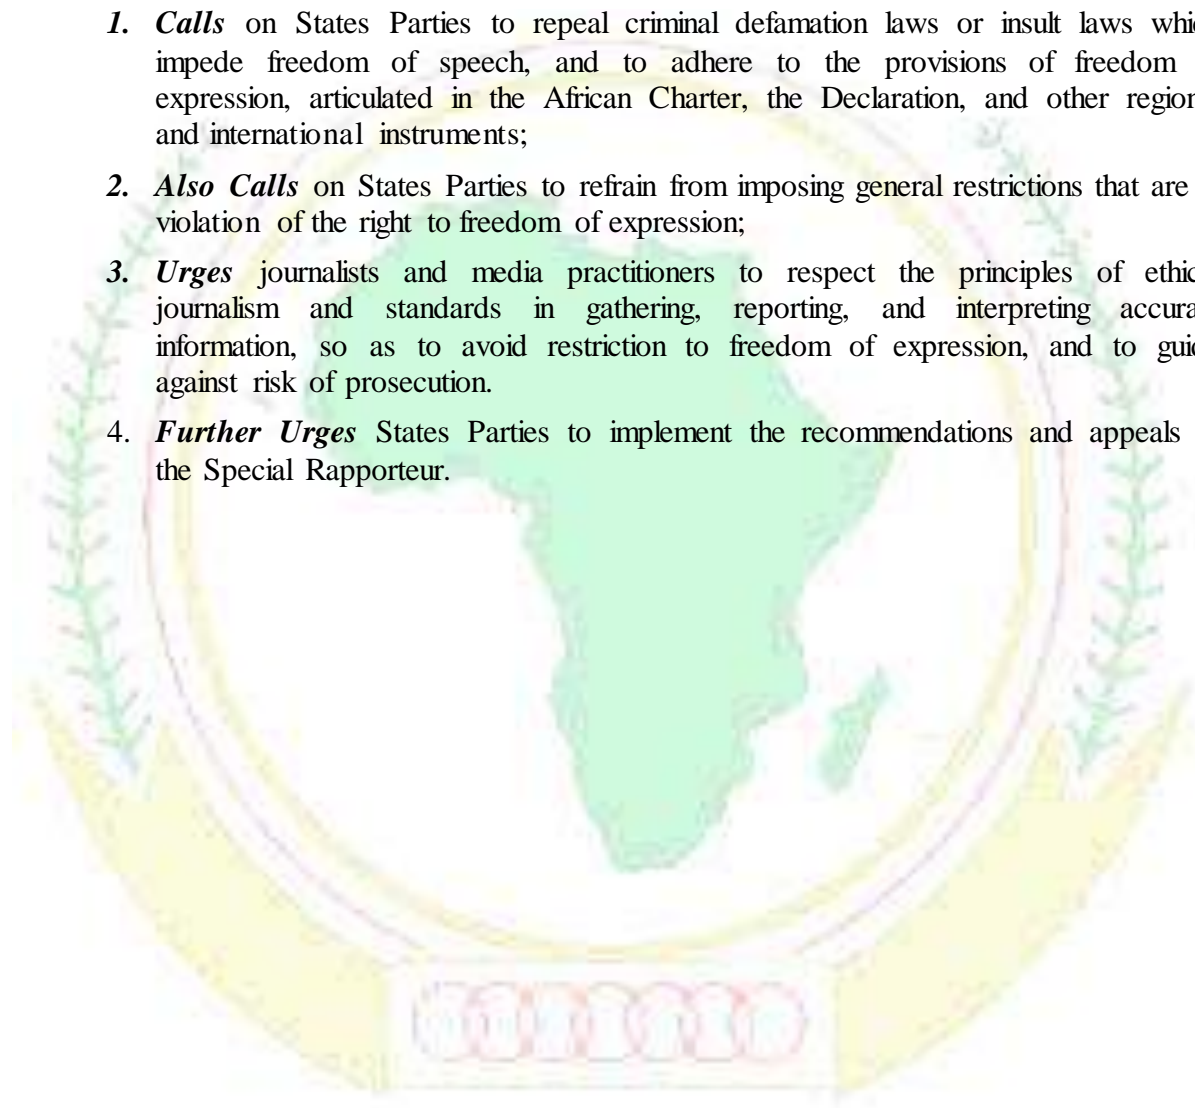 1. Calls on States Parties to repeal criminal defamation laws or insult laws
impede freedom of speech, and to adhere to the provisions of freedom
expression, articulated in the African Charter, the Declaration, and other
and international instruments;
2. Also Calls on States Parties to refrain from imposing general restrictions that are
violation of the right to freedom of expression;
3. Urges journalists and media practitioners to respect the principles of
journalism and standards in gathering, reporting, and interpreting
information, so as to avoid restriction to freedom of expression, and to
against risk of prosecution.
4. Further Urges States Parties to implement the recommendations and appeals
the Special Rapporteur.